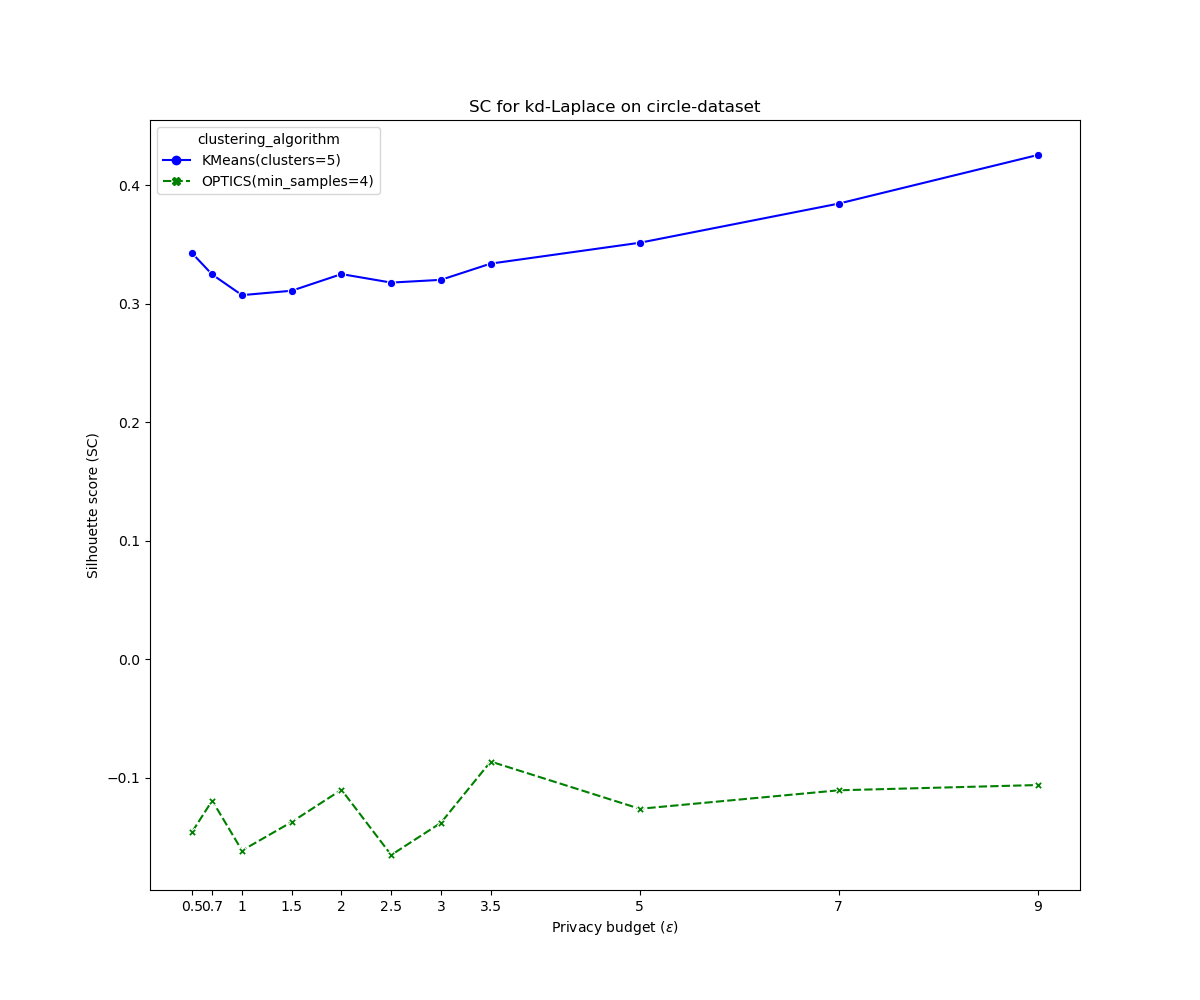 SC for kd-Laplace on circle-dataset
clustering_algorithm
KMeans(clusters=5)
OPTICS(min_samples=4)
Silhouette score (SC)
0.4
0.3
0.2
0.1
0.0
−0.1
0.5 0.7 1 1.5 2 2.5 3 3.5 5 7 9
Privacy budget (ε)